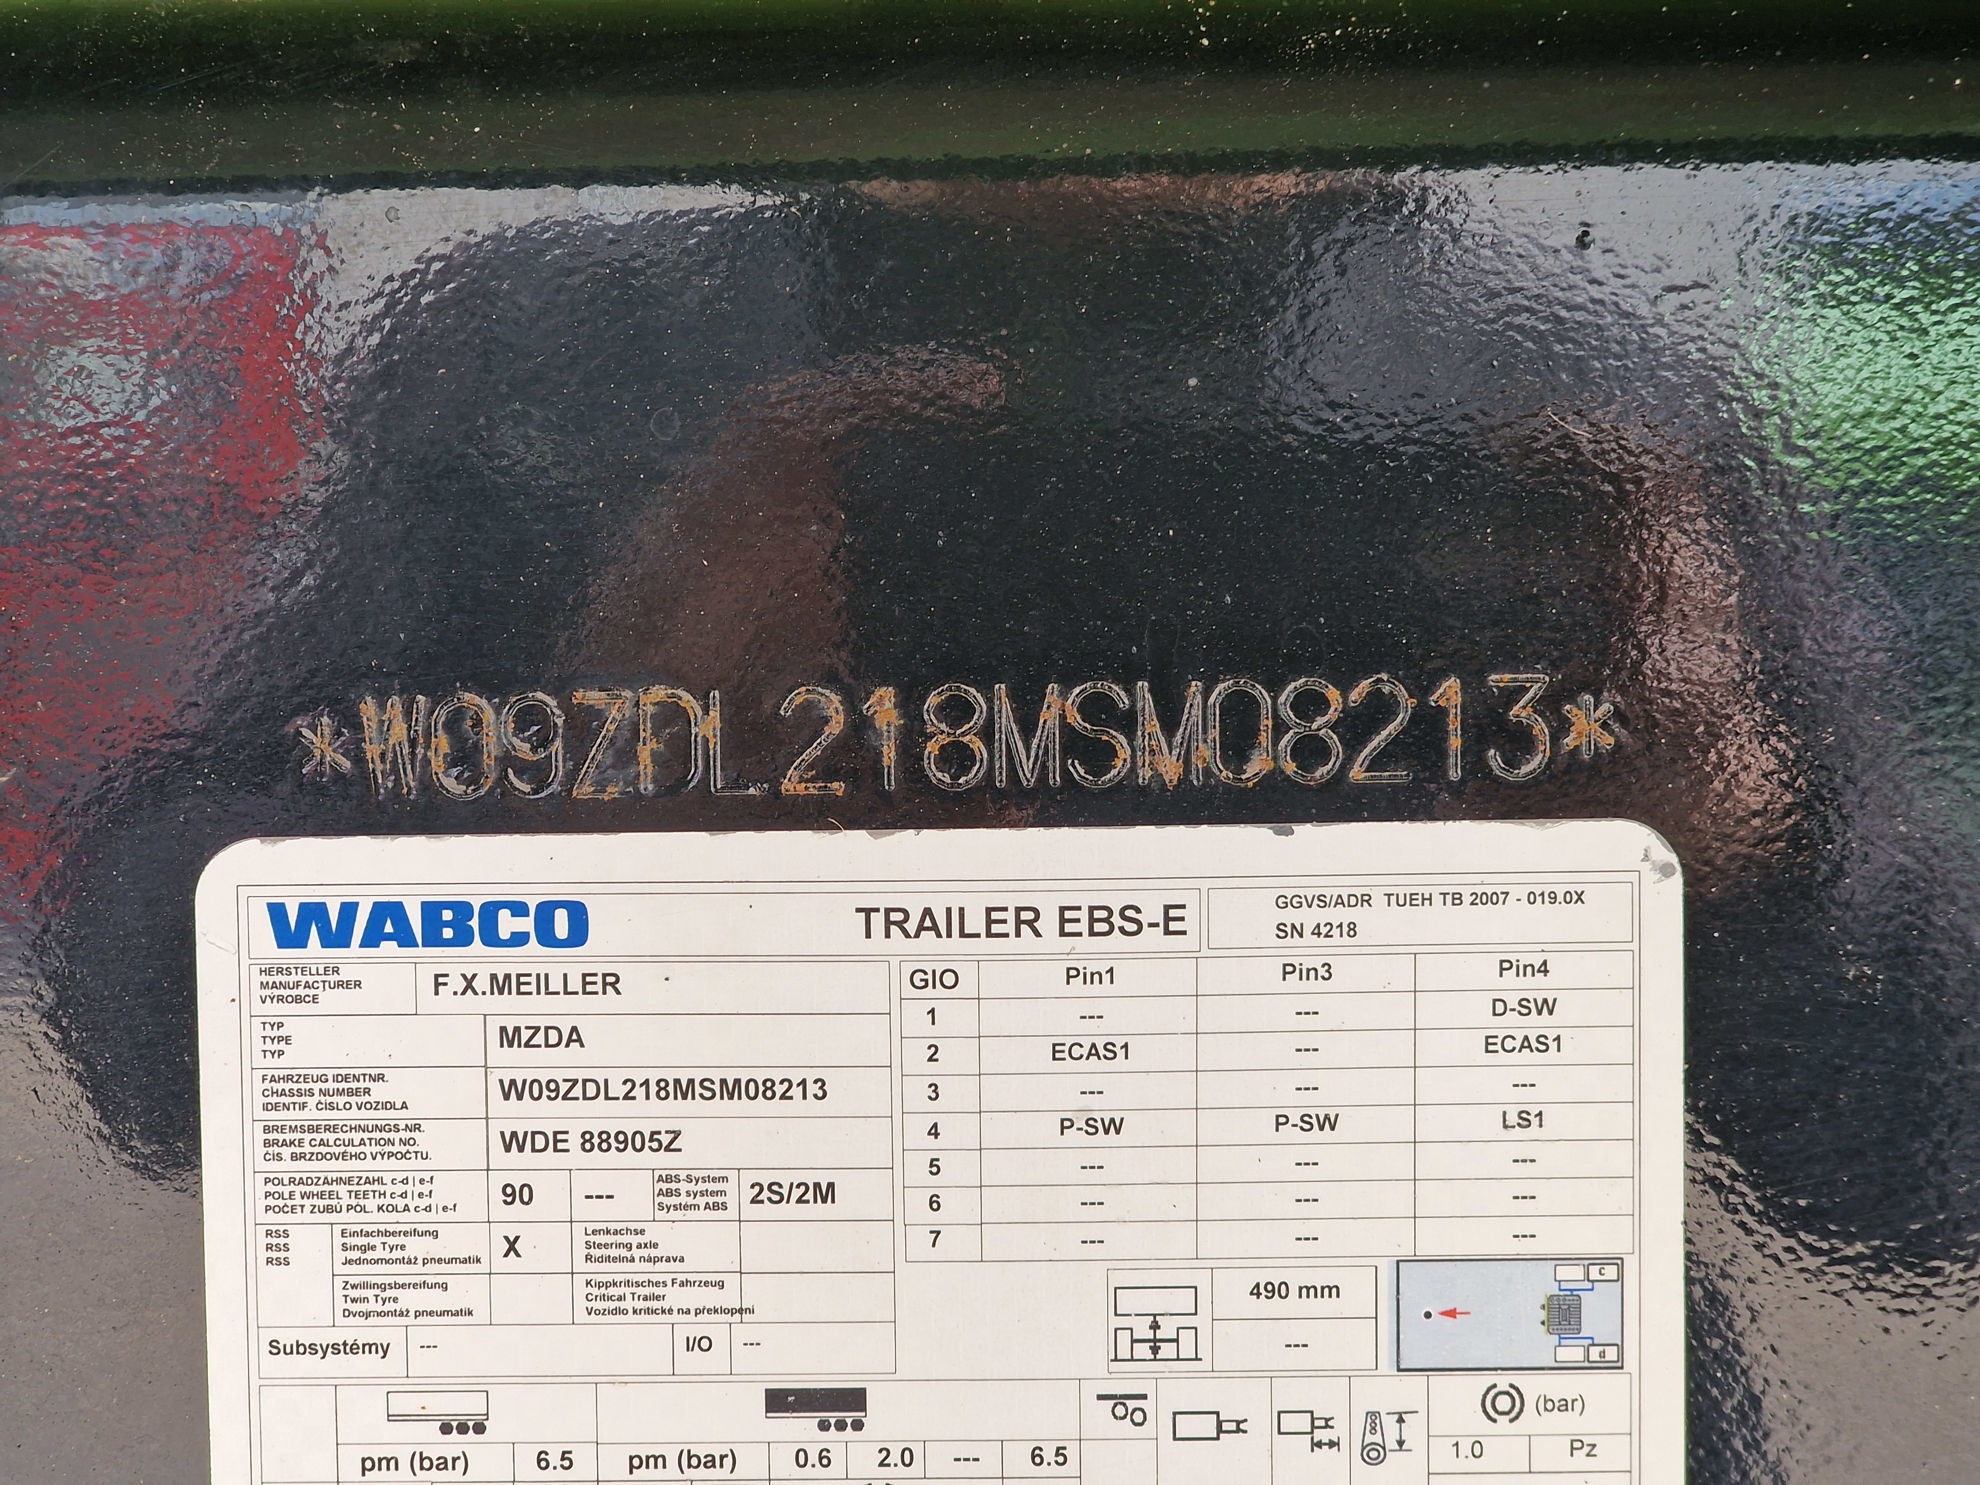 *W09ZDL218MSM08213*
WABCO TRAILER EBS-E
GGVS/ADR TUEH TB 2007 - 019.0X
SN 4218
HERSTELLER
MANUFACTURER
VÝROBCE
F.X.MEILLER
TYP
TYPE
TYP
MZDA
FAHRZEUG IDENTNR.
CHASSIS NUMBER
IDENTIF. ČÍSLO VOZIDLA
W09ZDL218MSM08213
BREMSBERECHNUNGS-NR.
BRAKE CALCULATION NO.
ČÍS. BRZDOVÉHO VÝPOČTU.
WDE 88905Z
POLRADZÄHNEZAHL c-d | e-f
POLE WHEEL TEETH c-d | e-f
POČET ZUBŮ PÓL. KOLA c-d | e-f
90 ---
ABS-System
ABS system
Systém ABS
2S/2M
RSS
RSS
RSS
Einfachbereifung
Single Tyre
Jednomontáž pneumatik
X
Lenkachse
Steering axle
Řiditelná náprava
Zwillingsbereifung
Twin Tyre
Dvojmontáž pneumatik
Kippkritisches Fahrzeug
Critical Trailer
Vozidlo kritické na překlopení
Subsystémy --- I/O ---
GIO Pin1 Pin3 Pin4
1 --- --- D-SW
2 ECAS1 --- ECAS1
3 --- --- ---
4 P-SW P-SW LS1
5 --- --- ---
6 --- --- ---
7 --- --- ---
490 mm
---
c
d
(bar)
pm (bar) 6.5 pm (bar) 0.6 2.0 --- 6.5 1.0 Pz